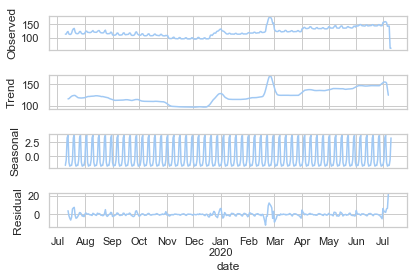 Observed
150
100
Trend
150
100
Seasonal
2.5
0.0
Residual
20
0
Jul Aug Sep Oct Nov Dec Jan Feb Mar Apr May Jun Jul
2020
date